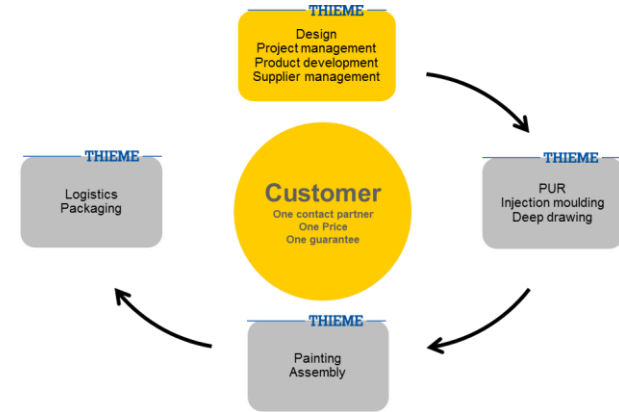 THIEME
Design
Project management
Product development
Supplier management
THIEME
PUR
Injection moulding
Deep drawing
THIEME
Painting
Assembly
THIEME
Logistics
Packaging
Customer
One contact partner
One Price
One guarantee